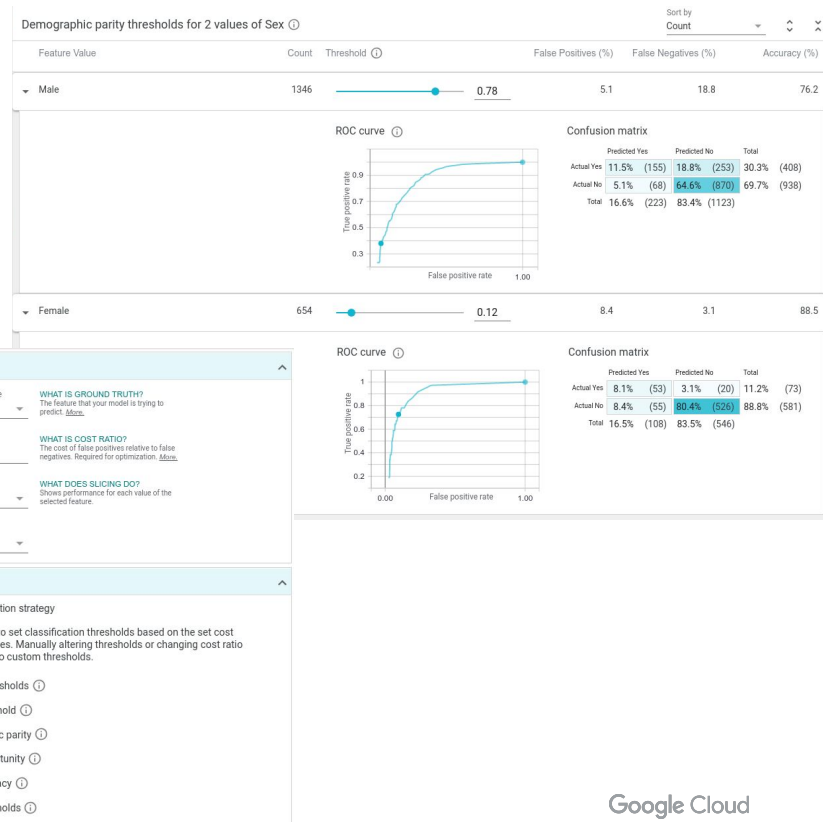 Sort by
Demographic parity thresholds for 2 values of Sex
Count
Feature Value Count Threshold False Positives (%) False Negatives (%) Accuracy (%)
Male 1346 0.78 5.1 18.8 76.2
ROC curve Confusion matrix
Predicted Yes Predicted No Total
Actual Yes 11.5% (155) 18.8% (253) 30.3% (408)
Actual No 5.1% (68) 64.6% (870) 69.7% (938)
Total 16.6% (223) 83.4% (1123)
True positive rate
0.9
0.7
0.5
0.3
False positive rate 1.00
Female 654 0.12 8.4 3.1 88.5
ROC curve Confusion matrix
Predicted Yes Predicted No Total
Actual Yes 8.1% (53) 3.1% (20) 11.2% (73)
Actual No 8.4% (55) 80.4% (526) 88.8% (581)
Total 16.5% (108) 83.5% (546)
True positive rate
1
0.8
0.6
0.4
0.2
0.00 False positive rate 1.00
WHAT IS GROUND TRUTH?
The feature that your model is trying to
predict. More.
WHAT IS COST RATIO?
The cost of false positives relative to false
negatives. Required for optimization. More.
WHAT DOES SLICING DO?
Shows performance for each value of the
selected feature.
tion strategy
o set classification thresholds based on the set cost
es. Manually altering thresholds or changing cost ratio
o custom thresholds.
sholds
hold
c parity
tunity
cy
holds
Google Cloud